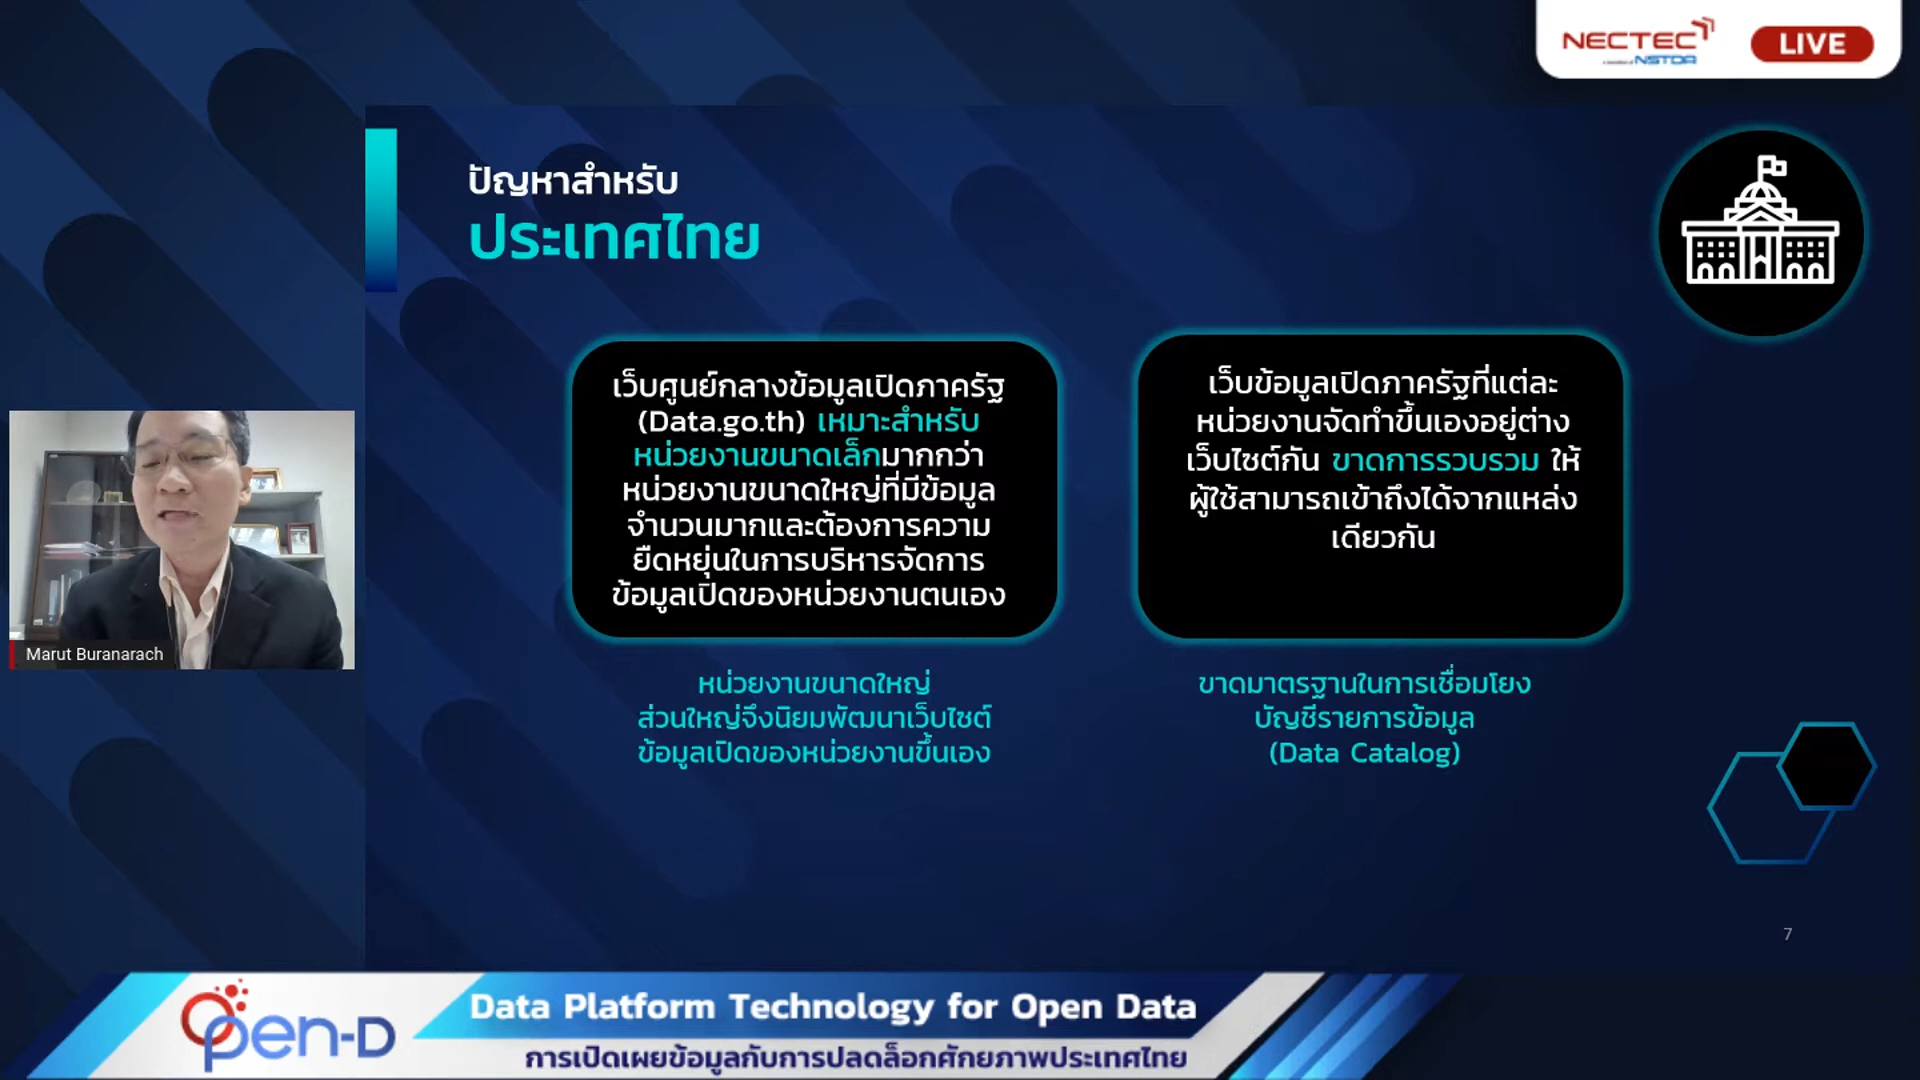 NECTEC
a member of NSTDA
LIVE
ปัญหาสำหรับ
ประเทศไทย
เว็บศูนย์กลางข้อมูลเปิดภาครัฐ
(Data.go.th) เหมาะสำหรับ
หน่วยงานขนาดเล็กมากกว่า
หน่วยงานขนาดใหญ่ที่มีข้อมูล
จำนวนมากและต้องการความ
ยืดหยุ่นในการบริหารจัดการ
ข้อมูลเปิดของหน่วยงานตนเอง
หน่วยงานขนาดใหญ่
ส่วนใหญ่จึงนิยมพัฒนาเว็บไซต์
ข้อมูลเปิดของหน่วยงานขึ้นเอง
เว็บข้อมูลเปิดภาครัฐที่แต่ละ
หน่วยงานจัดทำขึ้นเองอยู่ต่าง
เว็บไซต์กัน ขาดการรวบรวม ให้
ผู้ใช้สามารถเข้าถึงได้จากแหล่ง
เดียวกัน
ขาดมาตรฐานในการเชื่อมโยง
บัญชีรายการข้อมูล
(Data Catalog)
Marut Buranarach
7
Open-D
Data Platform Technology for Open Data
การเปิดเผยข้อมูลกับการปลดล็อกศักยภาพประเทศไทย